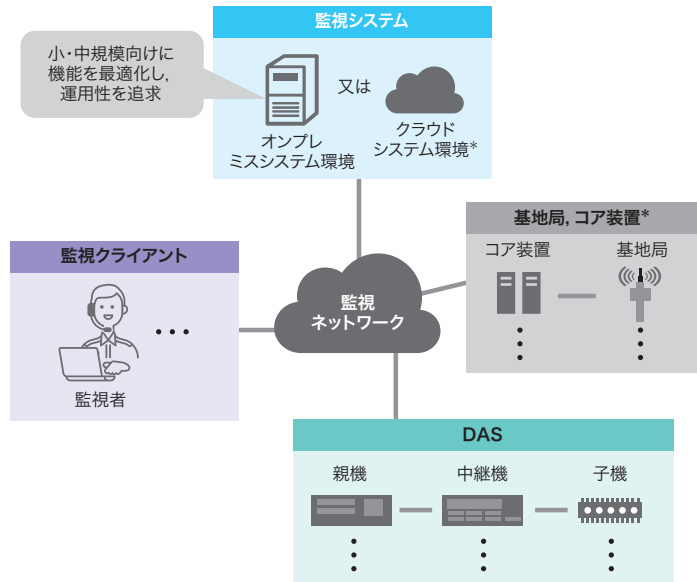 監視システム
小・中規模向けに
機能を最適化し,
運用性を追求
又は
オンプレ
ミスシステム環境
クラウド
システム環境*
基地局, コア装置*
コア装置
基地局
監視クライアント
監視者
監視
ネットワーク
DAS
親機
中継機
子機